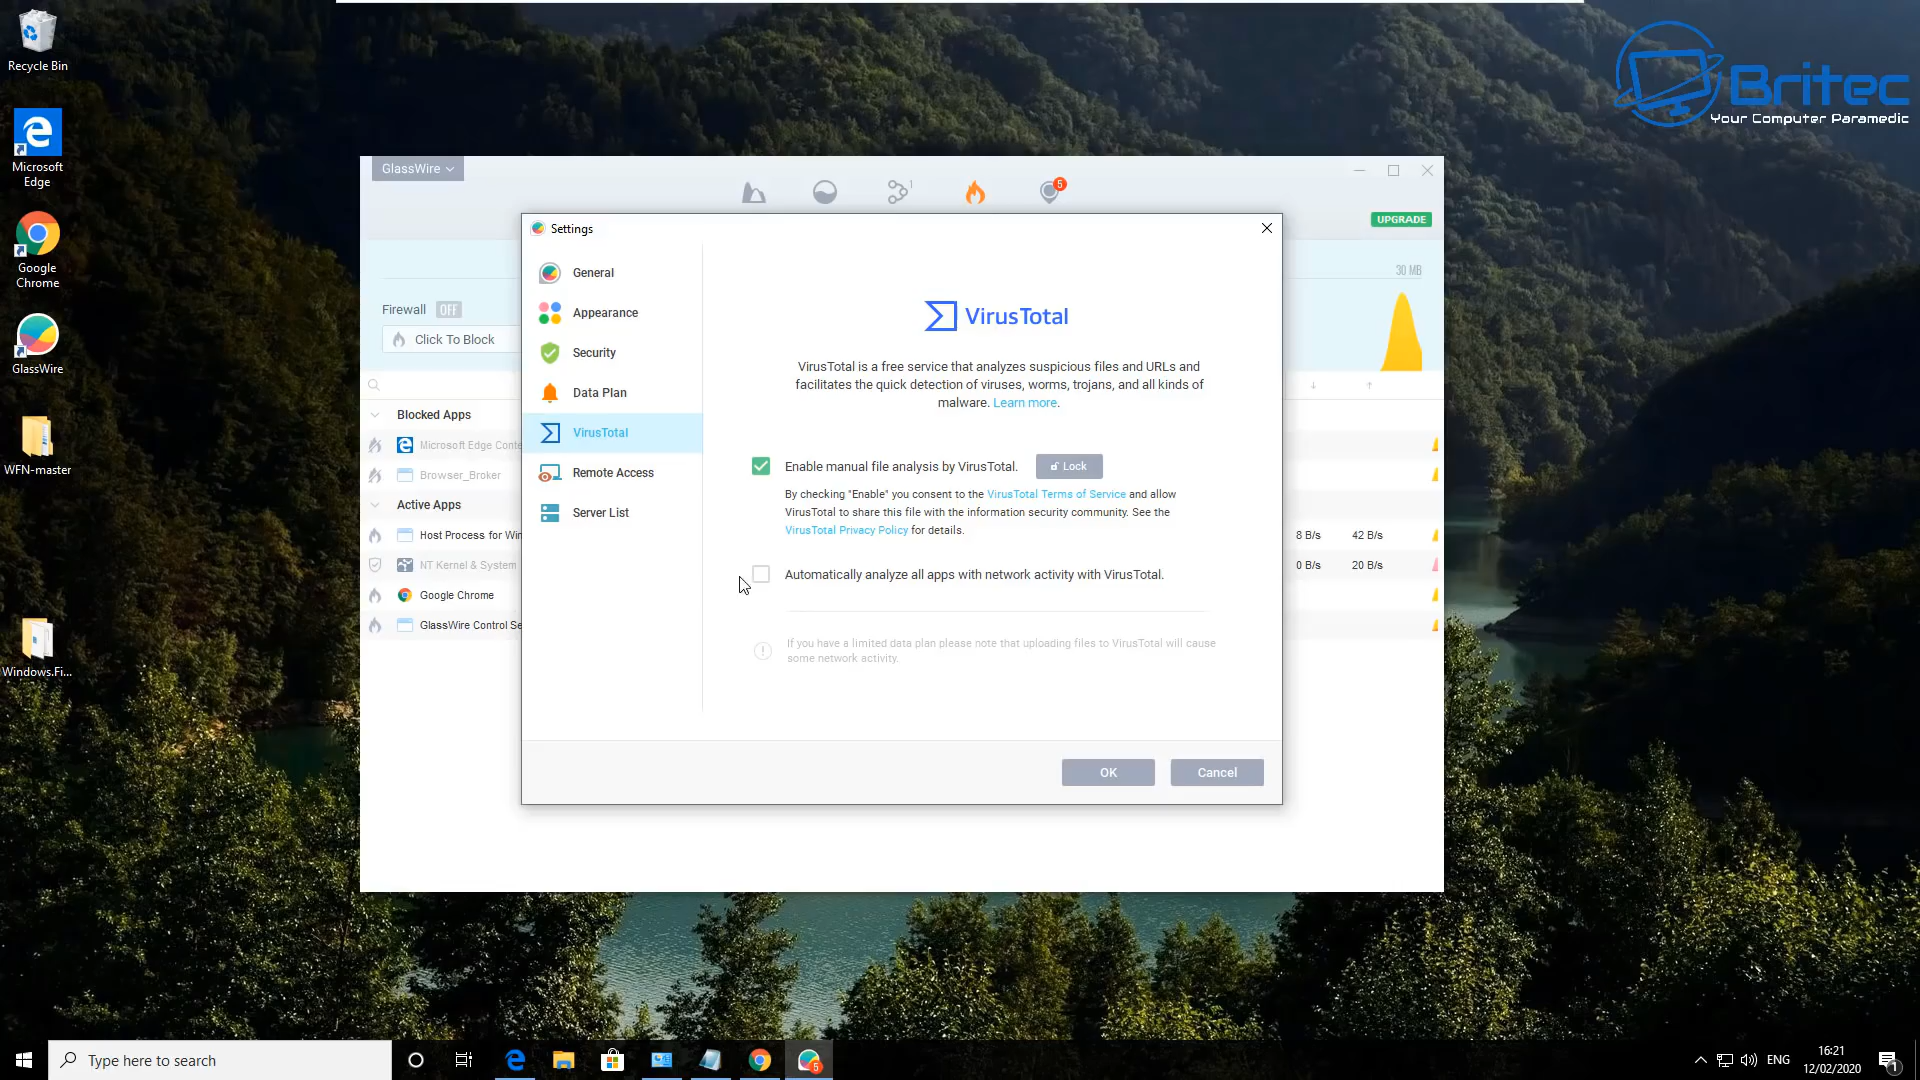 Recycle Bin
Microsoft
Edge
Google
Chrome
GlassWire
WFN-master
Windows.Fi...
Britec
Your Computer Paramedic
GlassWire
1
5
UPGRADE
30 MB
Firewall OFF
Click To Block
Blocked Apps
Microsoft Edge Conte
Browser_Broker
Active Apps
Host Process for Win
8 B/s 42 B/s
NT Kernel & System
0 B/s 20 B/s
Google Chrome
GlassWire Control Se
Settings
General
Appearance
Security
Data Plan
VirusTotal
Remote Access
Server List
VirusTotal
VirusTotal is a free service that analyzes suspicious files and URLs and
facilitates the quick detection of viruses, worms, trojans, and all kinds of
malware. Learn more.
Enable manual file analysis by VirusTotal. Lock
By checking "Enable" you consent to the VirusTotal Terms of Service and allow
VirusTotal to share this file with the information security community. See the
VirusTotal Privacy Policy for details.
Automatically analyze all apps with network activity with VirusTotal.
If you have a limited data plan please note that uploading files to VirusTotal will cause
some network activity.
OK Cancel
Type here to search
5
ENG
16:21
12/02/2020
1